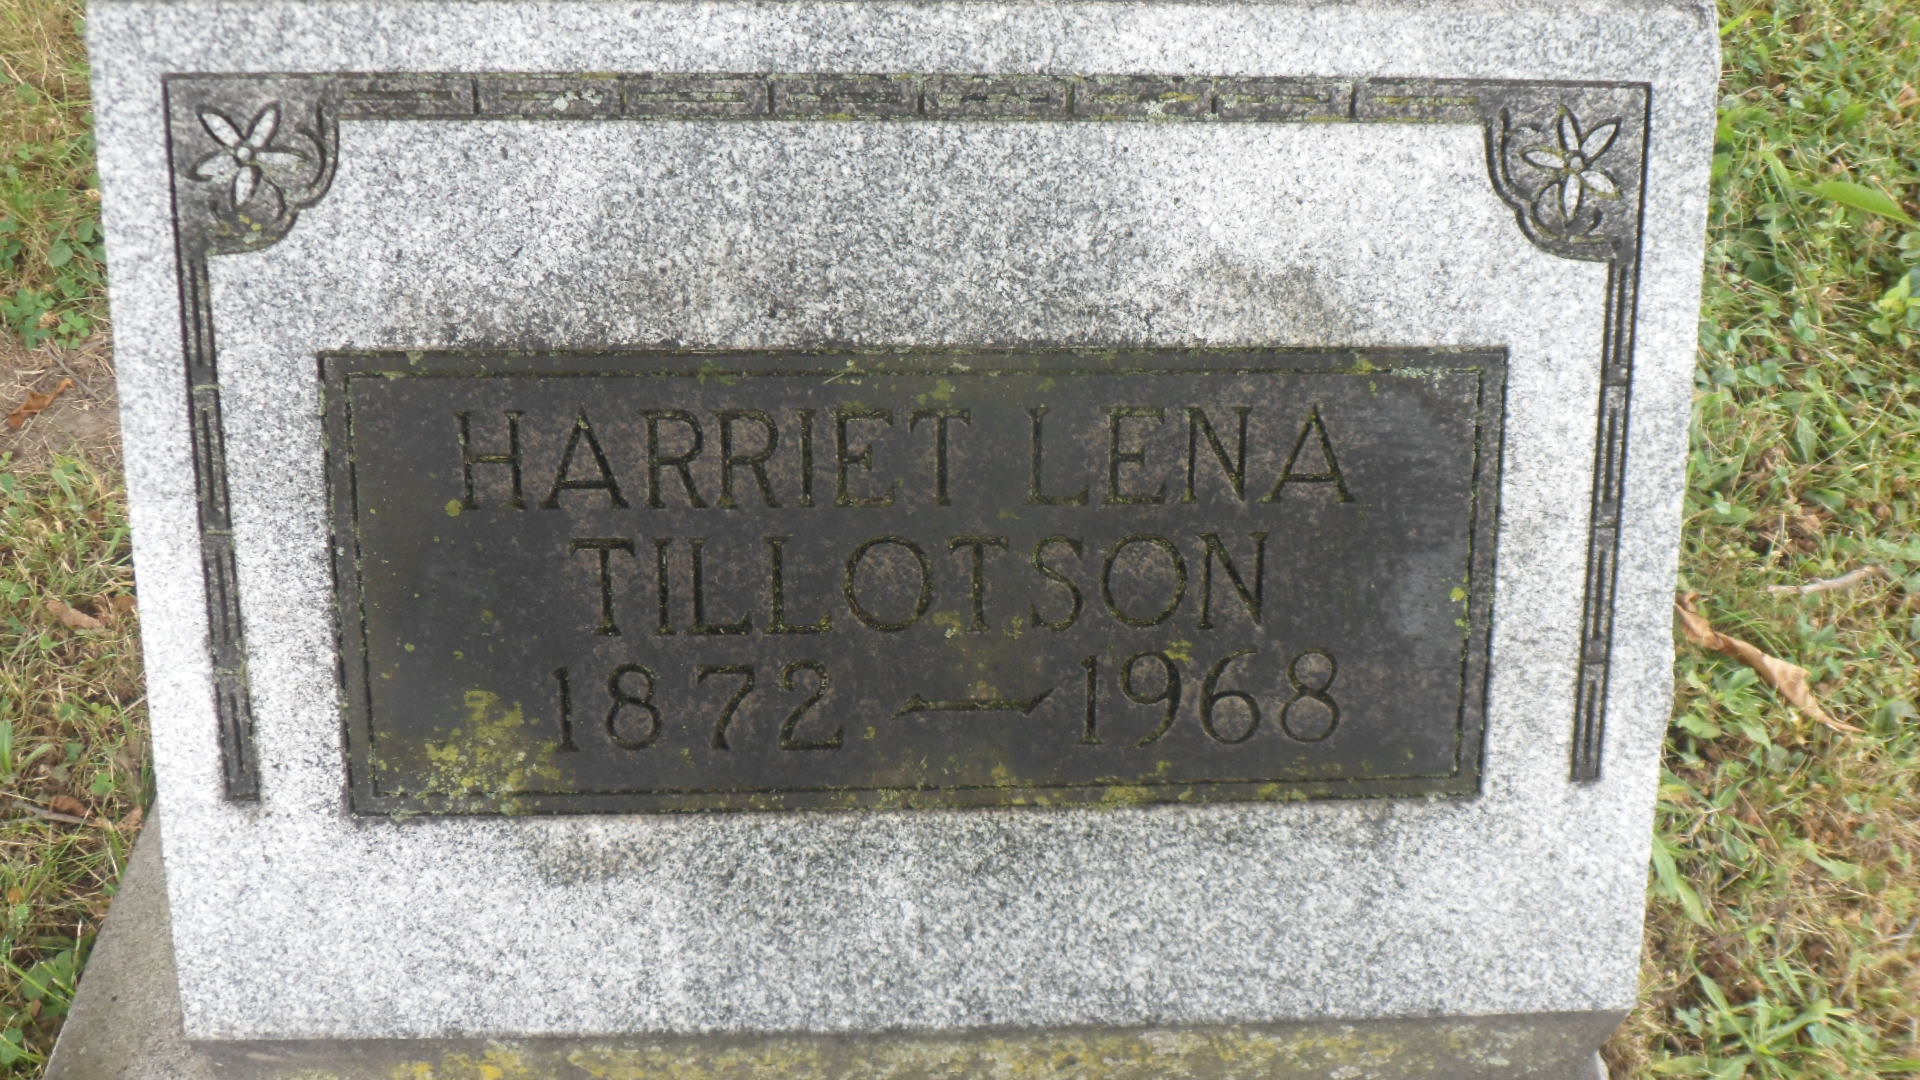 HARRIET LENA
TILLOTSON
1872 — 1968